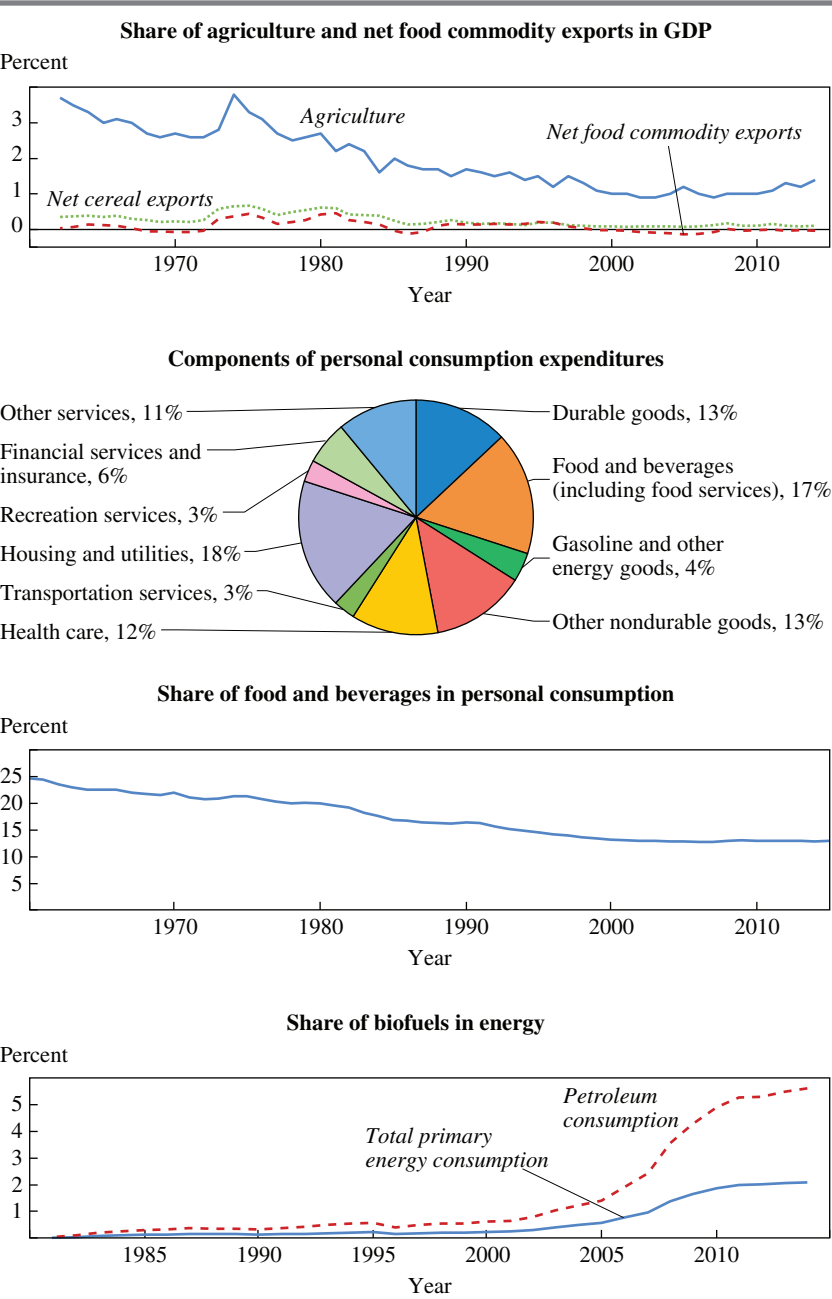 Share of agriculture and net food commodity exports in GDP
Percent
3
2
1
0
Agriculture
Net food commodity exports
Net cereal exports
1970
1980
1990
2000
2010
Year
Components of personal consumption expenditures
Other services, 11%
Financial services and
insurance, 6%
Recreation services, 3%
Housing and utilities, 18%
Transportation services, 3%
Health care, 12%
Durable goods, 13%
Food and beverages
(including food services), 17%
Gasoline and other
energy goods, 4%
Other nondurable goods, 13%
Share of food and beverages in personal consumption
Percent
25
20
15
10
5
1970
1980
1990
2000
2010
Year
Share of biofuels in energy
Percent
5
4
3
2
1
Petroleum
consumption
Total primary
energy consumption
1985
1990
1995
2000
2005
2010
Year